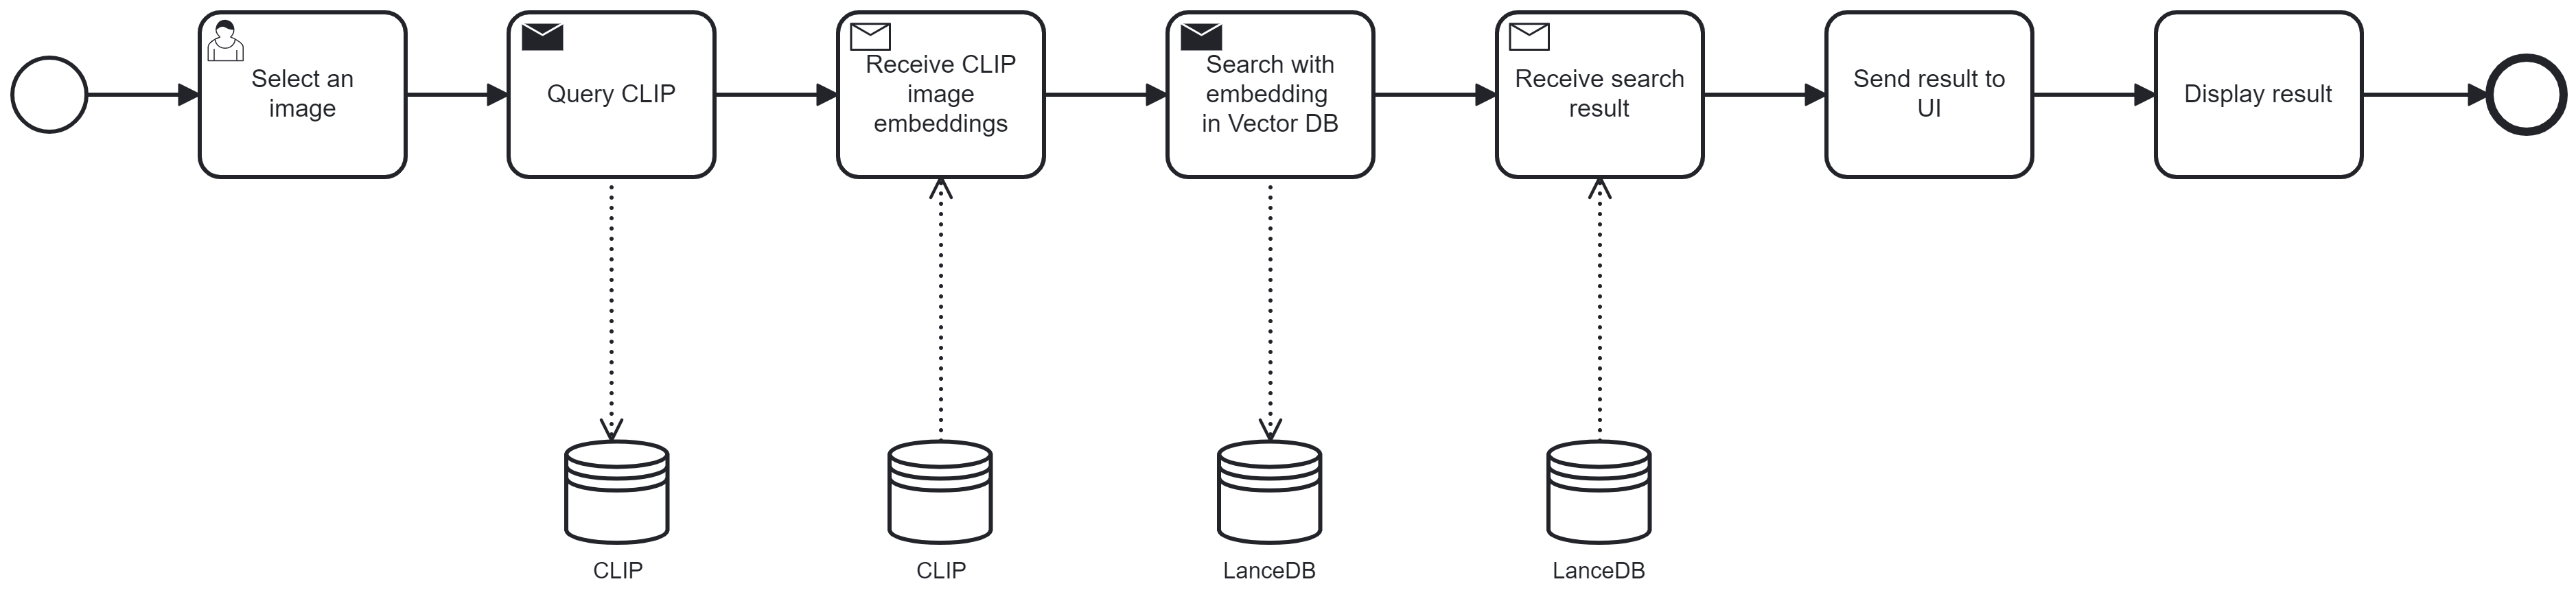 Select an
image
Query CLIP
Receive CLIP
image
embeddings
Search with
embedding
in Vector DB
Receive search
result
Send result to
UI
Display result
CLIP
CLIP
LanceDB
LanceDB